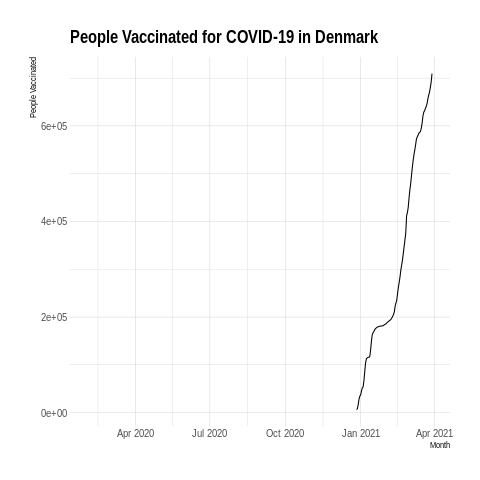 People Vaccinated for COVID-19 in Denmark
People Vaccinated
6e+05
4e+05
2e+05
0e+00
Apr 2020 Jul 2020 Oct 2020 Jan 2021 Apr 2021
Month